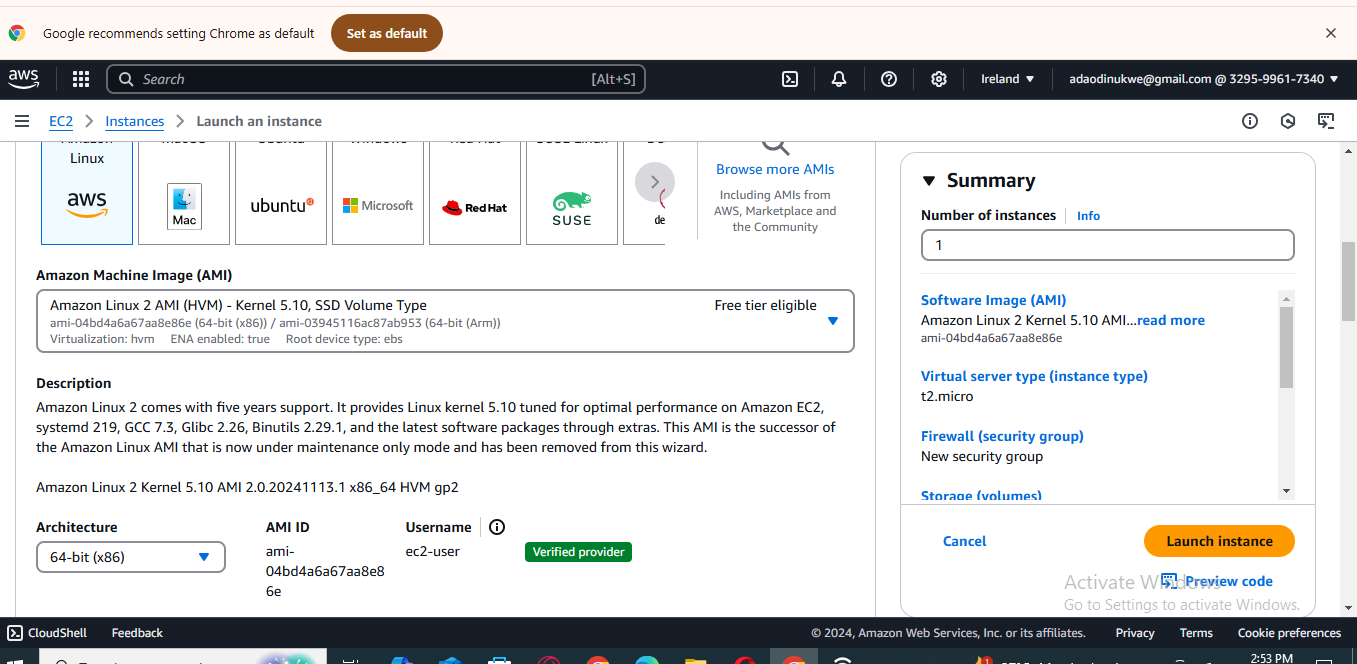 Google recommends setting Chrome as default
Set as default
aws
Search
[Alt+S]
Ireland
adaodinukwe@gmail.com @ 3295-9961-7740
EC2
Instances
Launch an instance
Linux
aws
Mac
ubuntu
Microsoft
Red Hat
SUSE
de
Browse more AMIs
Including AMIs from
AWS, Marketplace and
the Community
Amazon Machine Image (AMI)
Amazon Linux 2 AMI (HVM) - Kernel 5.10, SSD Volume Type
Free tier eligible
ami-04bd4a6a67aa8e86e (64-bit (x86)) / ami-03945116ac87ab953 (64-bit (Arm))
Virtualization: hvm ENA enabled: true Root device type: ebs
Description
Amazon Linux 2 comes with five years support. It provides Linux kernel 5.10 tuned for optimal performance on Amazon EC2,
systemd 219, GCC 7.3, Glibc 2.26, Binutils 2.29.1, and the latest software packages through extras. This AMI is the successor of
the Amazon Linux AMI that is now under maintenance only mode and has been removed from this wizard.
Amazon Linux 2 Kernel 5.10 AMI 2.0.20241113.1 x86_64 HVM gp2
Architecture
64-bit (x86)
AMI ID
ami-
04bd4a6a67aa8e8
6e
Username
ec2-user
Verified provider
Summary
Number of instances
Info
1
Software Image (AMI)
Amazon Linux 2 Kernel 5.10 AMI...read more
ami-04bd4a6a67aa8e86e
Virtual server type (instance type)
t2.micro
Firewall (security group)
New security group
Storage (volumes)
Cancel
Launch instance
Preview code
Activate Windows
Go to Settings to activate Windows.
CloudShell
Feedback
© 2024, Amazon Web Services, Inc. or its affiliates.
Privacy
Terms
Cookie preferences
2:53 PM